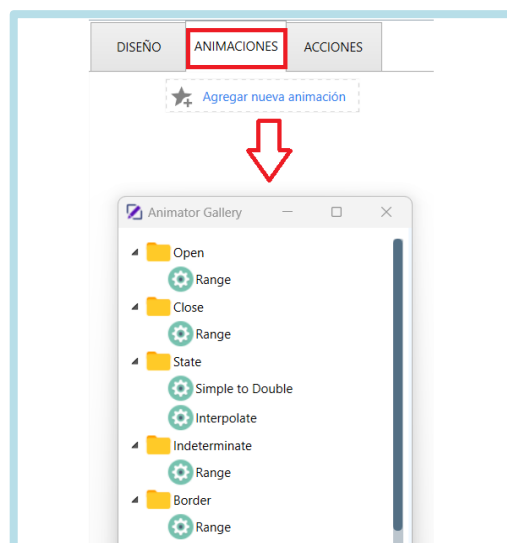 DISEÑO ANIMACIONES ACCIONES
Agregar nueva animación
Animator Gallery
Open
Range
Close
Range
State
Simple to Double
Interpolate
Indeterminate
Range
Border
Range